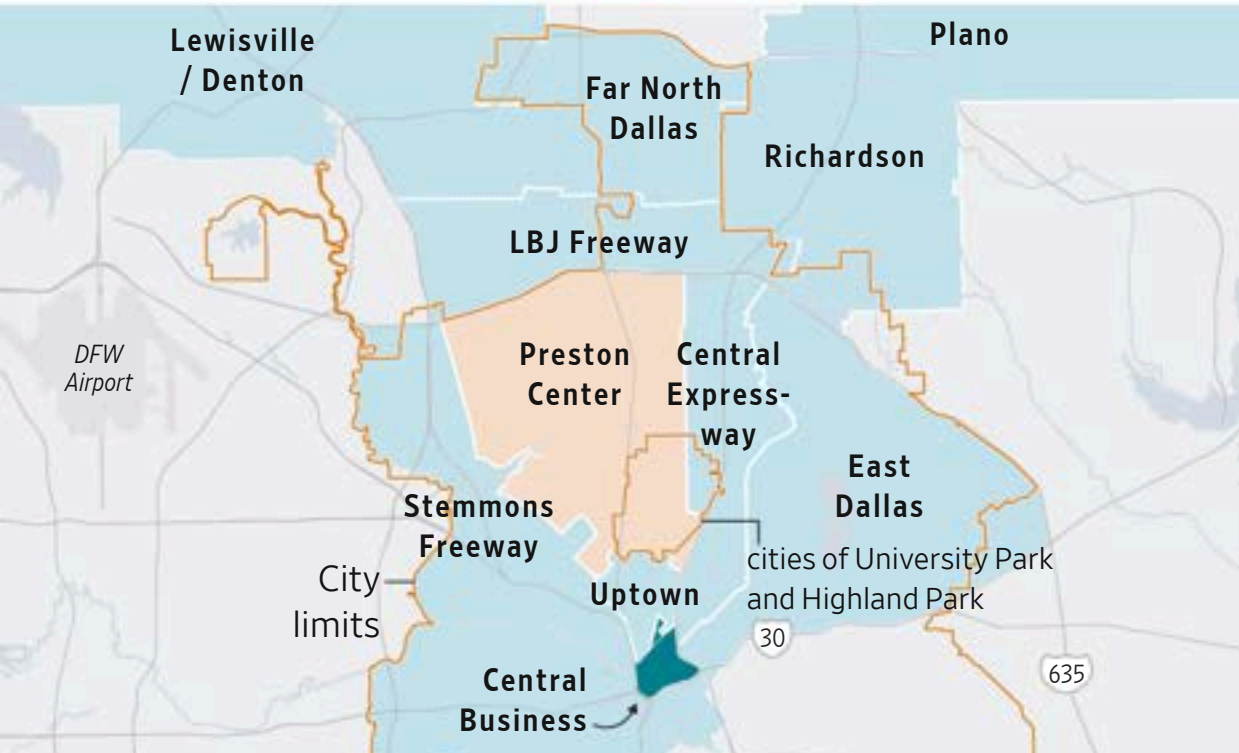 Lewisville
/ Denton
Plano
Far North
Dallas
Richardson
LBJ Freeway
DFW
Airport
Preston
Center
Central
Express-
way
East
Dallas
Stemmons
Freeway
cities of University Park
and Highland Park
City
limits
Uptown
30
635
Central
Business